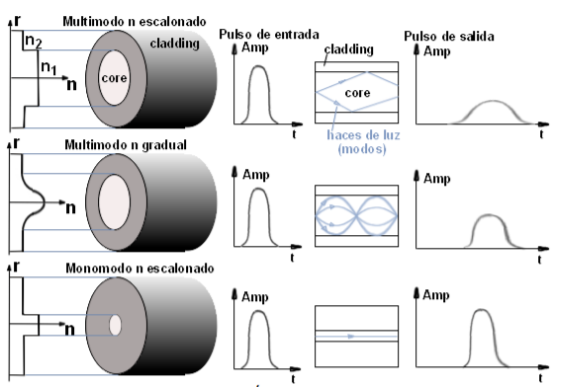 r
Multimodo n escalonado
n2
n1
n
cladding
core
Pulso de entrada
Amp
t
cladding
core
haces de luz
(modos)
Pulso de salida
Amp
t
r
Multimodo n gradual
n
Amp
t
Amp
t
r
Monomodo n escalonado
n
Amp
t
Amp
t